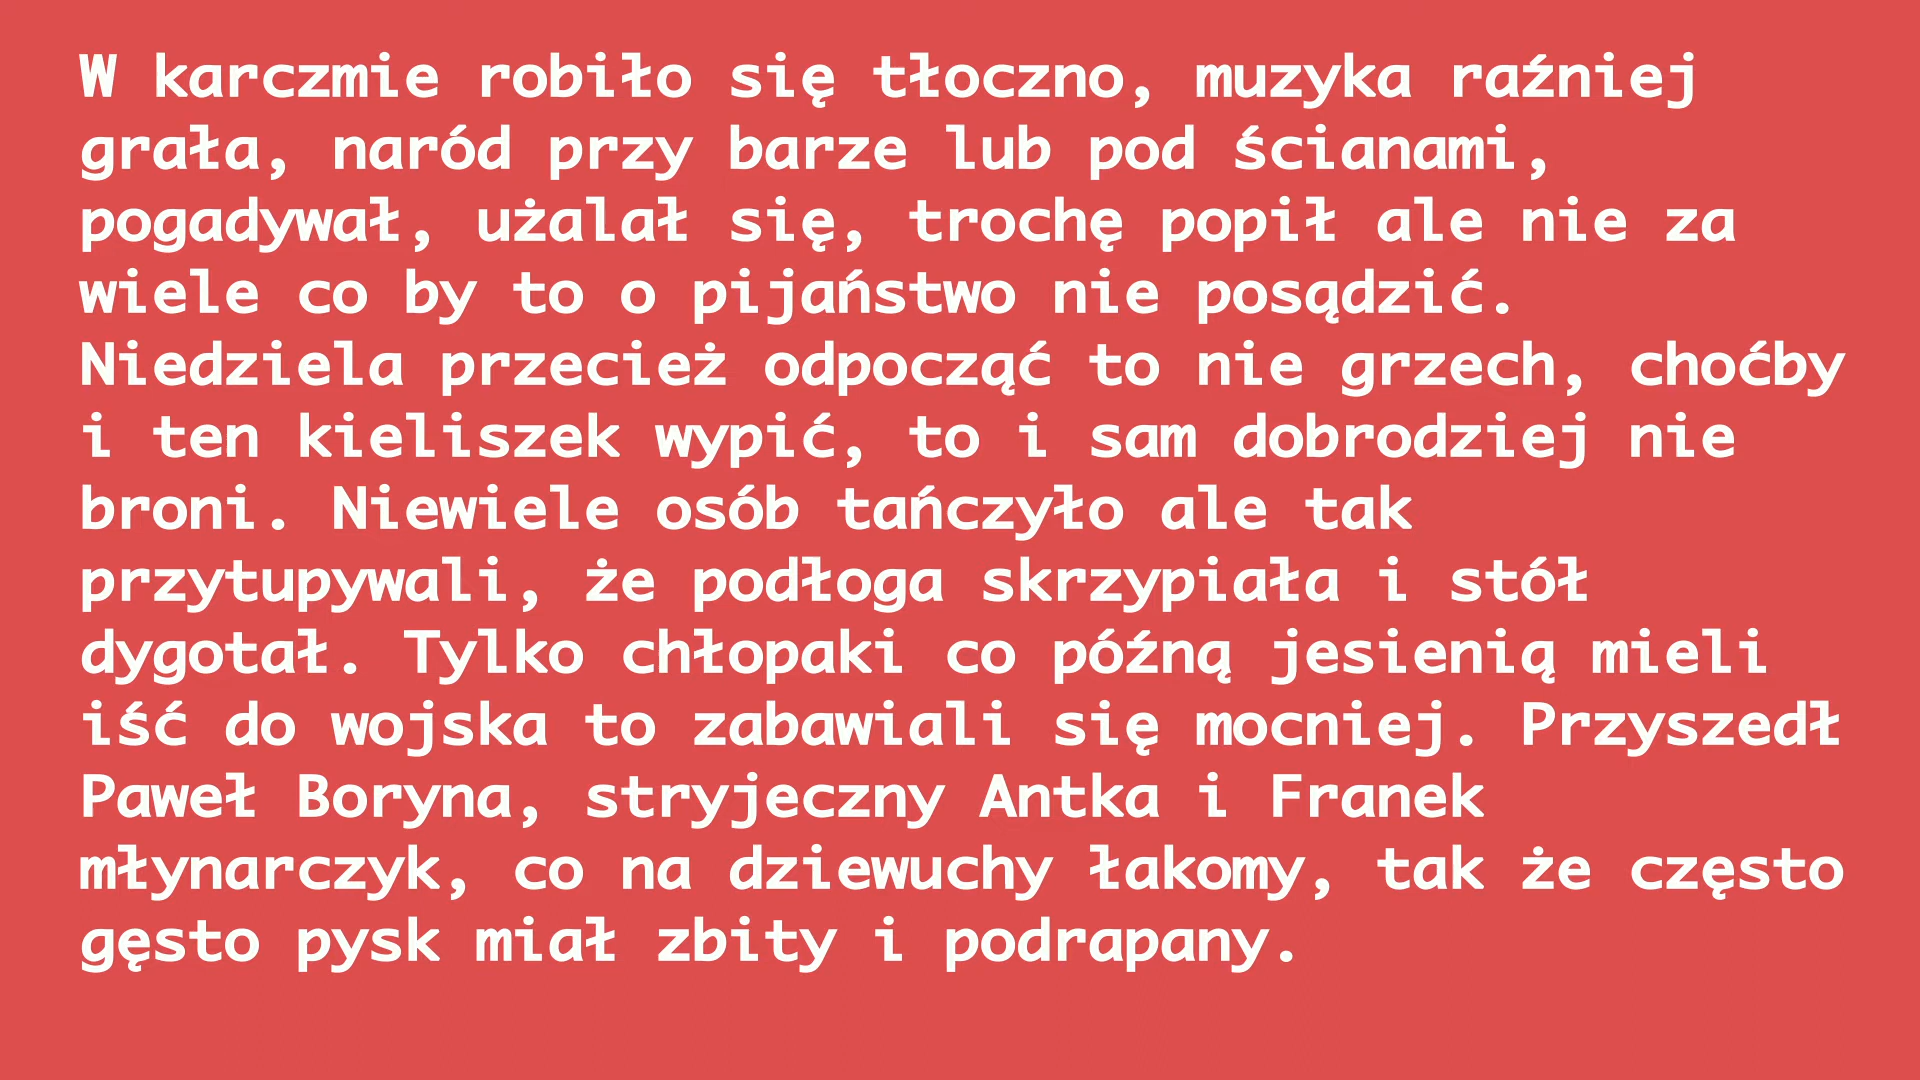 W karczmie robiło się tłoczno, muzyka raźniej
grała, naród przy barze lub pod ścianami,
pogadywał, użalał się, trochę popił ale nie za
wiele co by to o pijaństwo nie posądzić.
Niedziela przecież odpocząć to nie grzech, choćby
i ten kieliszek wypić, to i sam dobrodziej nie
broni. Niewiele osób tańczyło ale tak
przytupywali, że podłoga skrzypiała i stół
dygotał. Tylko chłopaki co późną jesienią mieli
iść do wojska to zabawiali się mocniej. Przyszedł
Paweł Boryna, stryjeczny Antka i Franek
młynarczyk, co na dziewuchy łakomy, tak że często
gęsto pysk miał zbity i podrapany.